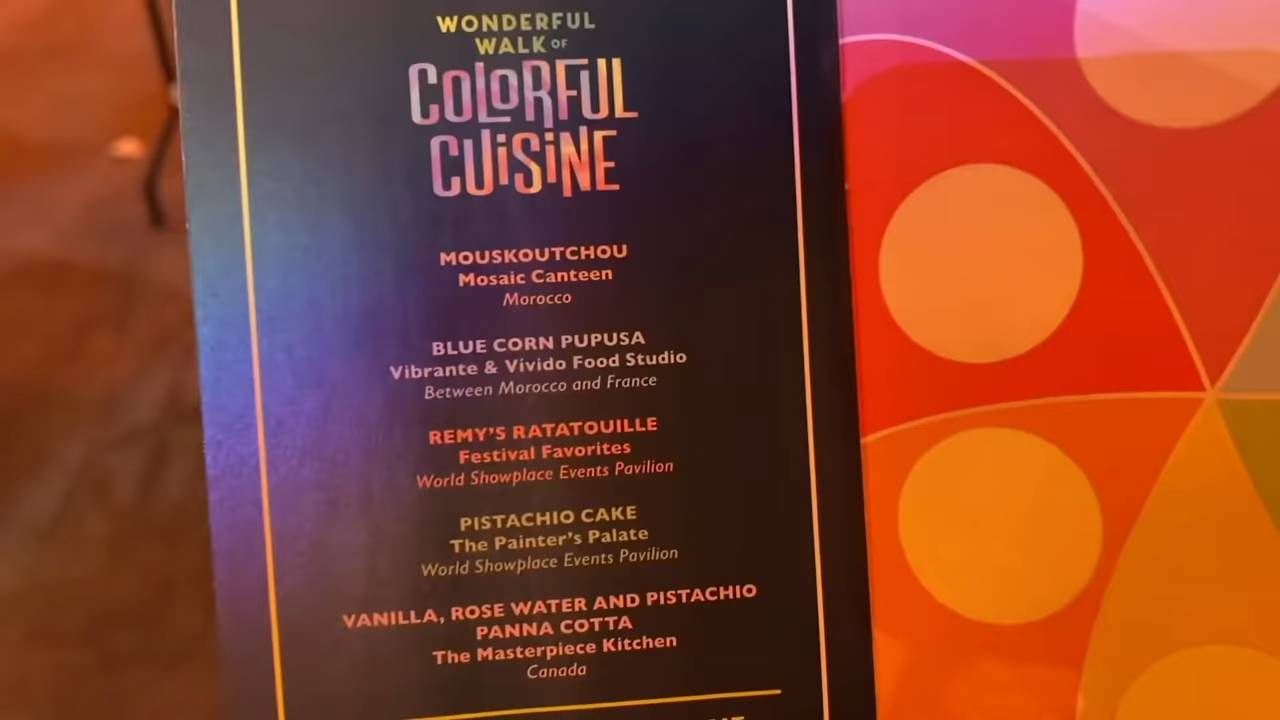 WONDERFUL
WALK OF
COLORFUL
CUISINE
MOUSKOUTCHOU
Mosaic Canteen
Morocco
BLUE CORN PUPUSA
Vibrante & Vívido Food Studio
Between Morocco and France
REMY'S RATATOUILLE
Festival Favorites
World Showplace Events Pavilion
PISTACHIO CAKE
The Painter's Palate
World Showplace Events Pavilion
VANILLA, ROSE WATER AND PISTACHIO
PANNA COTTA
The Masterpiece Kitchen
Canada